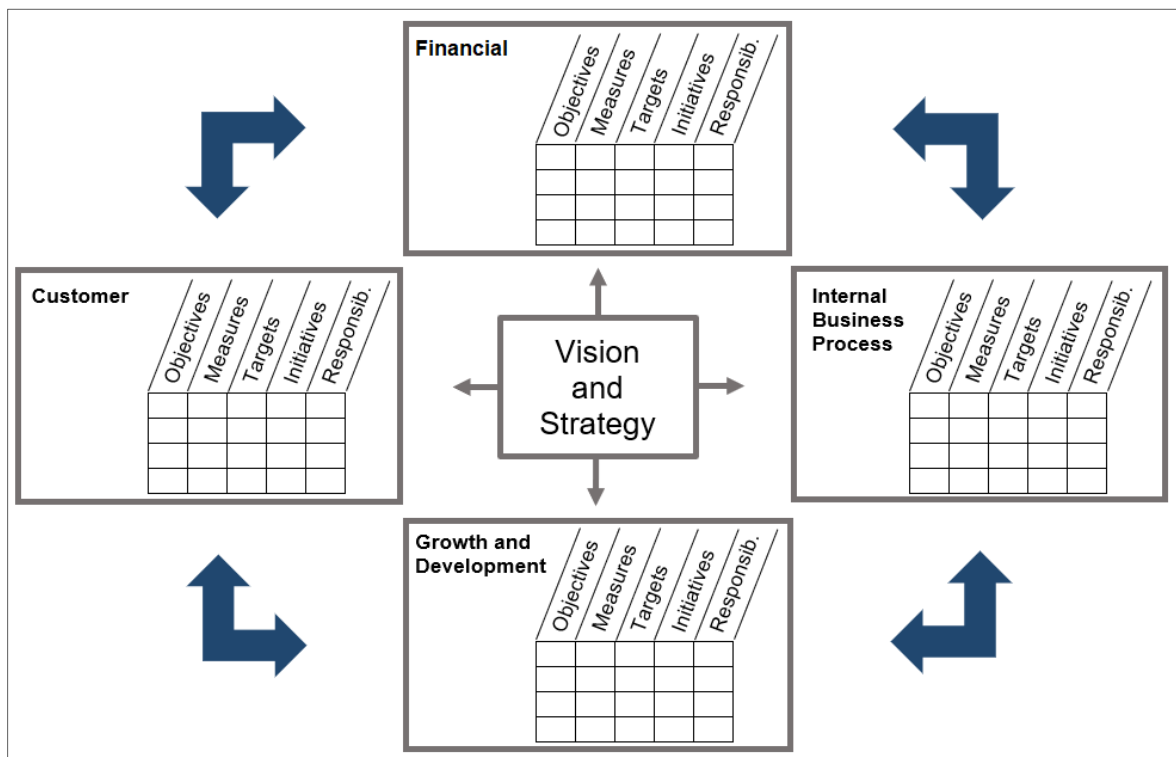 Financial
Objectives
Measures
Targets
Initiatives
Responsib.
Customer
Objectives
Measures
Targets
Initiatives
Responsib.
Vision
and
Strategy
Internal
Business
Process
Objectives
Measures
Targets
Initiatives
Responsib.
Growth and
Development
Objectives
Measures
Targets
Initiatives
Responsib.